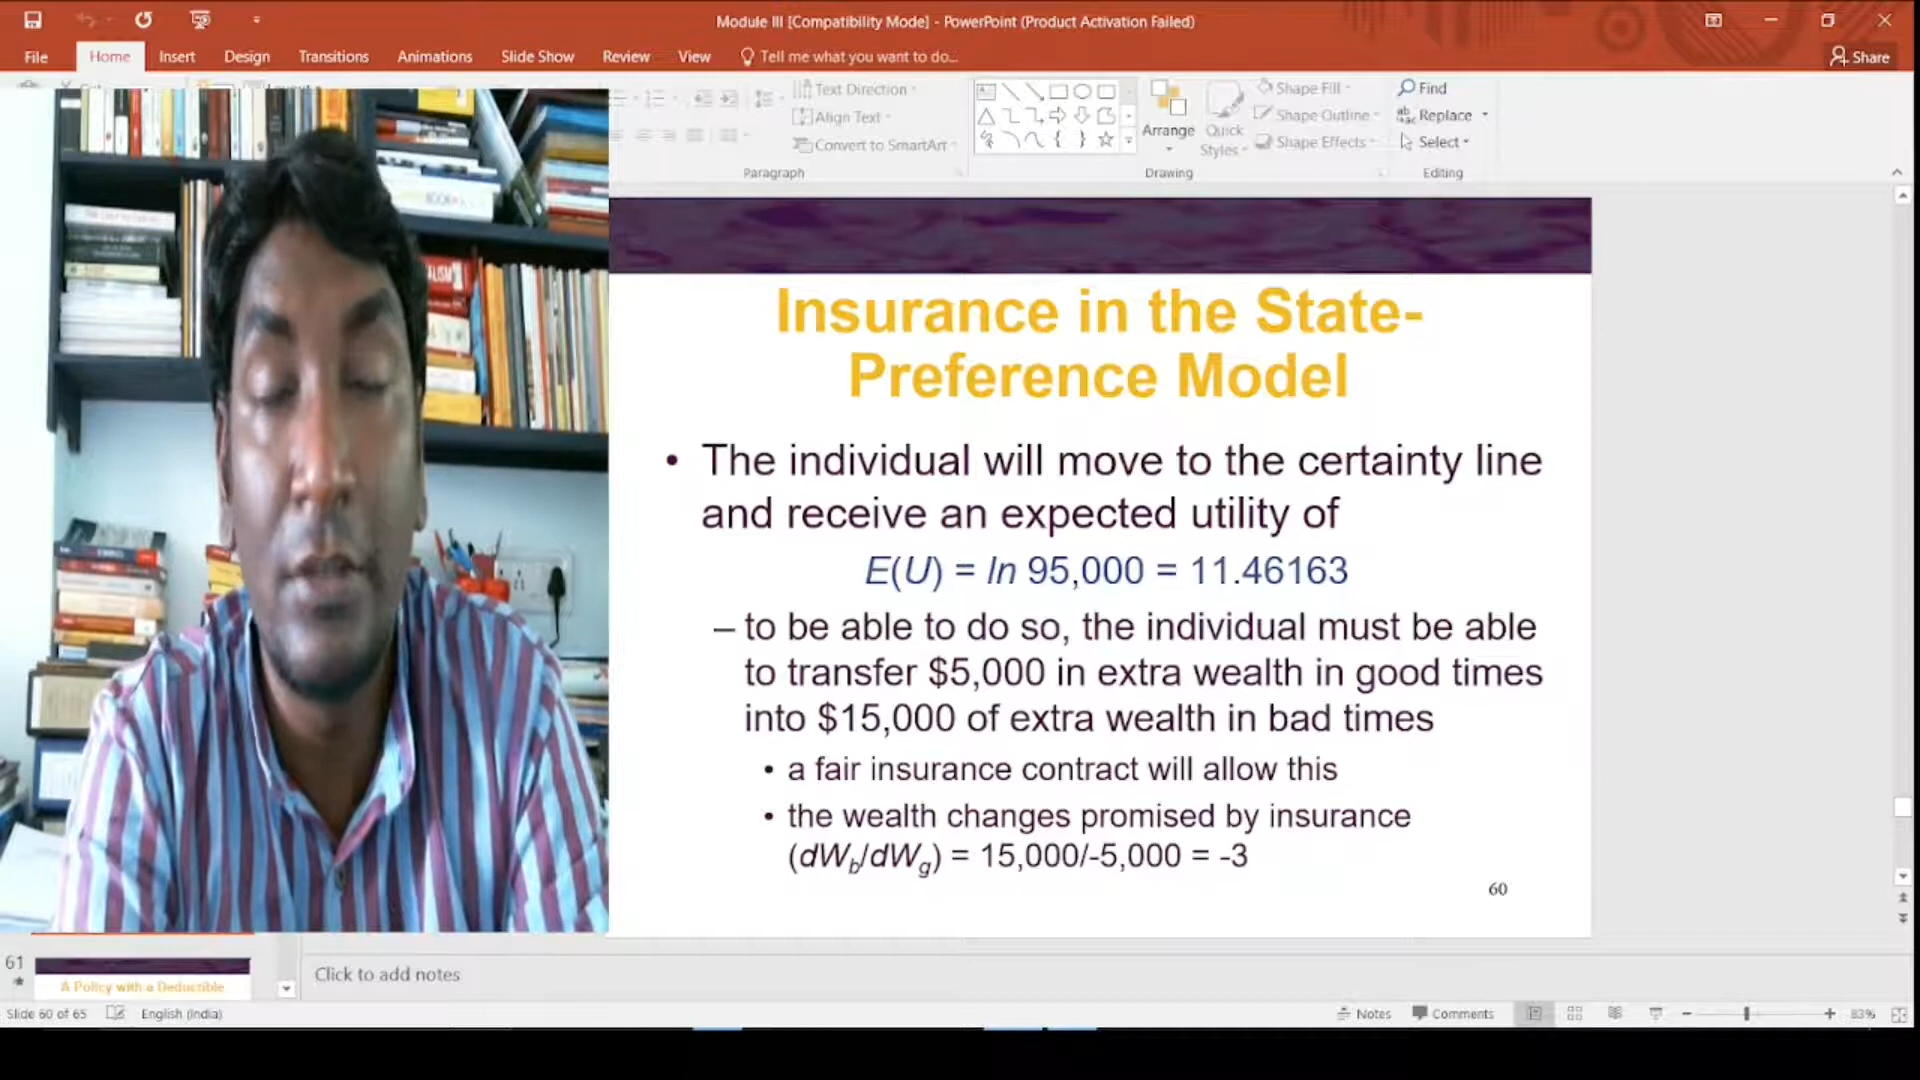 Module III [Compatibility Mode] - PowerPoint (Product Activation Failed)
File Home Insert Design Transitions Animations Slide Show Review View Tell me what you want to do... Share
Text Direction
Align Text
Convert to SmartArt
Paragraph
Arrange
Quick
Styles
Shape Fill
Shape Outline
Shape Effects
Drawing
Find
Replace
Select
Editing
Insurance in the State-
Preference Model
• The individual will move to the certainty line
and receive an expected utility of
E(U) = ln 95,000 = 11.46163
– to be able to do so, the individual must be able
to transfer $5,000 in extra wealth in good times
into $15,000 of extra wealth in bad times
• a fair insurance contract will allow this
• the wealth changes promised by insurance
(dWb/dWg) = 15,000/-5,000 = -3
60
61
A Policy with a Deductible
Click to add notes
Slide 60 of 65 English (India) Notes Comments 83%